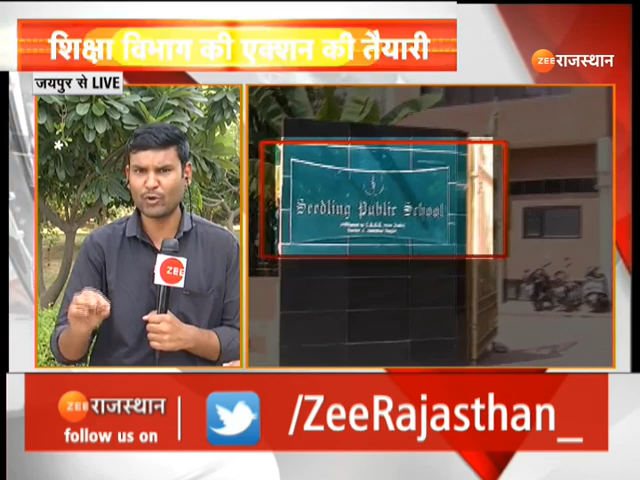 शिक्षा विभाग की एक्शन की तैयारी
ZEE राजस्थान
जयपुर से LIVE
Seedling Public School
ZEE
ZEE राजस्थान
follow us on
/ZeeRajasthan_